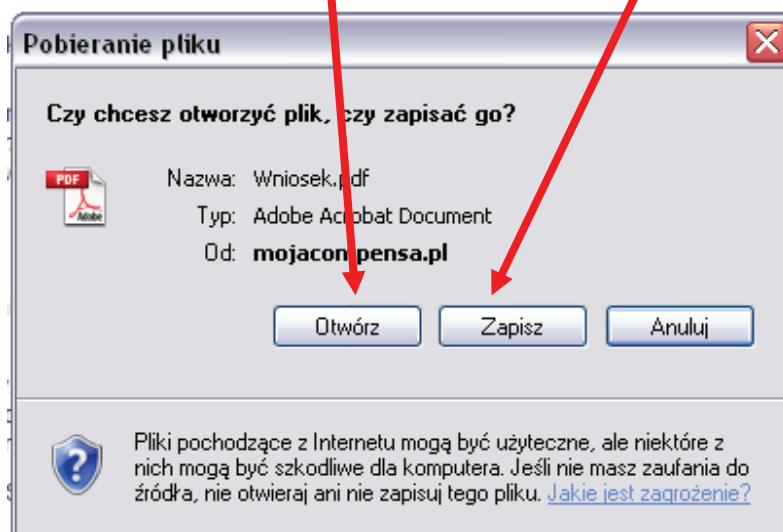 Pobieranie pliku
Czy chcesz otworzyć plik, czy zapisać go?
PDF
Adobe
Nazwa: Wniosek.pdf
Typ: Adobe Acrobat Document
Od: mojacompensa.pl
Otwórz Zapisz Anuluj
Pliki pochodzące z Internetu mogą być użyteczne, ale niektóre z
nich mogą być szkodliwe dla komputera. Jeśli nie masz zaufania do
źródła, nie otwieraj ani nie zapisuj tego pliku. Jakie jest zagrożenie?